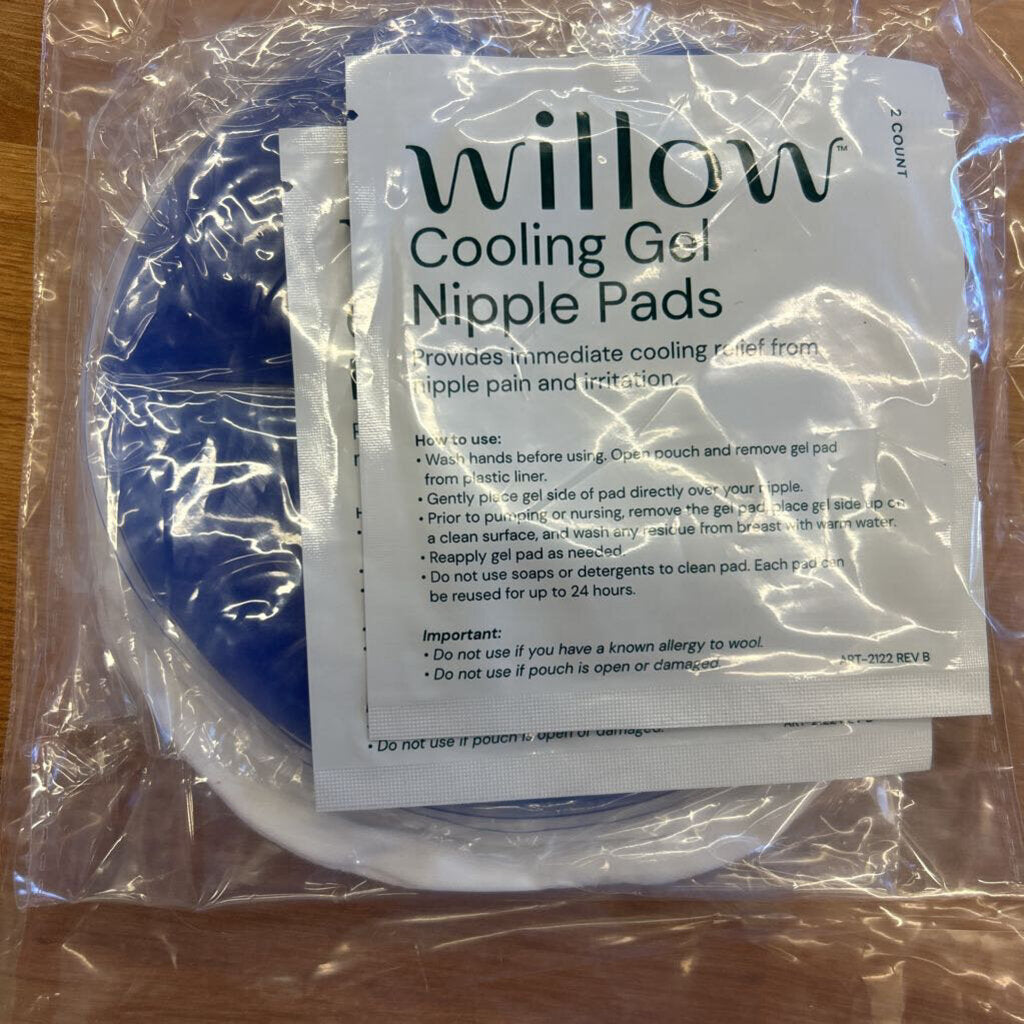 willow™
2 COUNT
Cooling Gel
Nipple Pads
Provides immediate cooling relief from
nipple pain and irritation.
How to use:
• Wash hands before using. Open pouch and remove gel pad
from plastic liner.
• Gently place gel side of pad directly over your nipple.
• Prior to pumping or nursing, remove the gel pad, place gel side up on
a clean surface, and wash any residue from breast with warm water.
• Reapply gel pad as needed.
• Do not use soaps or detergents to clean pad. Each pad can
be reused for up to 24 hours.
Important:
• Do not use if you have a known allergy to wool.
• Do not use if pouch is open or damaged.
ART-2122 REV B
• Do not use if pouch is open or damaged.